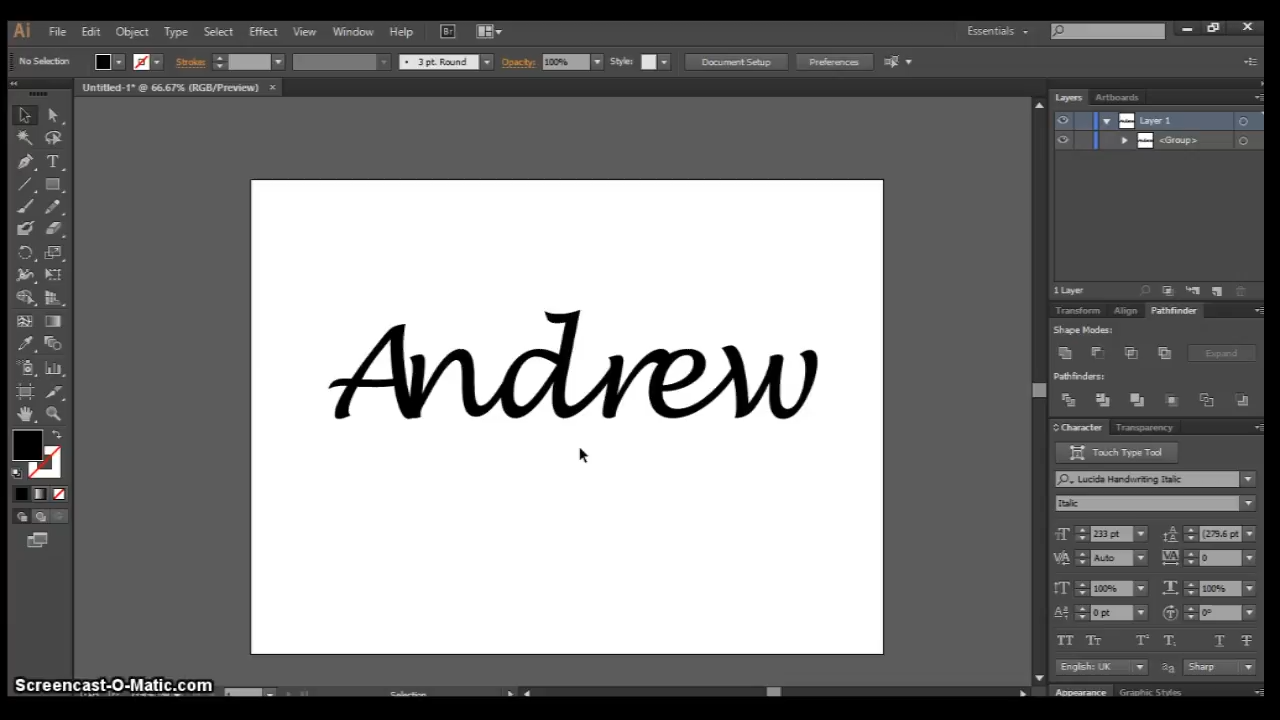 Ai File Edit Object Type Select Effect View Window Help Br Essentials
No Selection Stroke: 3 pt. Round Opacity: 100% Style: Document Setup Preferences
Untitled-1* @ 66.67% (RGB/Preview) ×
Layers Artboards
Layer 1
<Group>
1 Layer
Transform Align Pathfinder
Shape Modes:
Expand
Pathfinders:
Character Transparency
Touch Type Tool
Lucida Handwriting Italic
Italic
233 pt (279.6 pt
Auto 0
100% 100%
0 pt 0°
English: UK Sharp
Appearance Graphic Styles
Andrew
Selection
Screencast-O-Matic.com